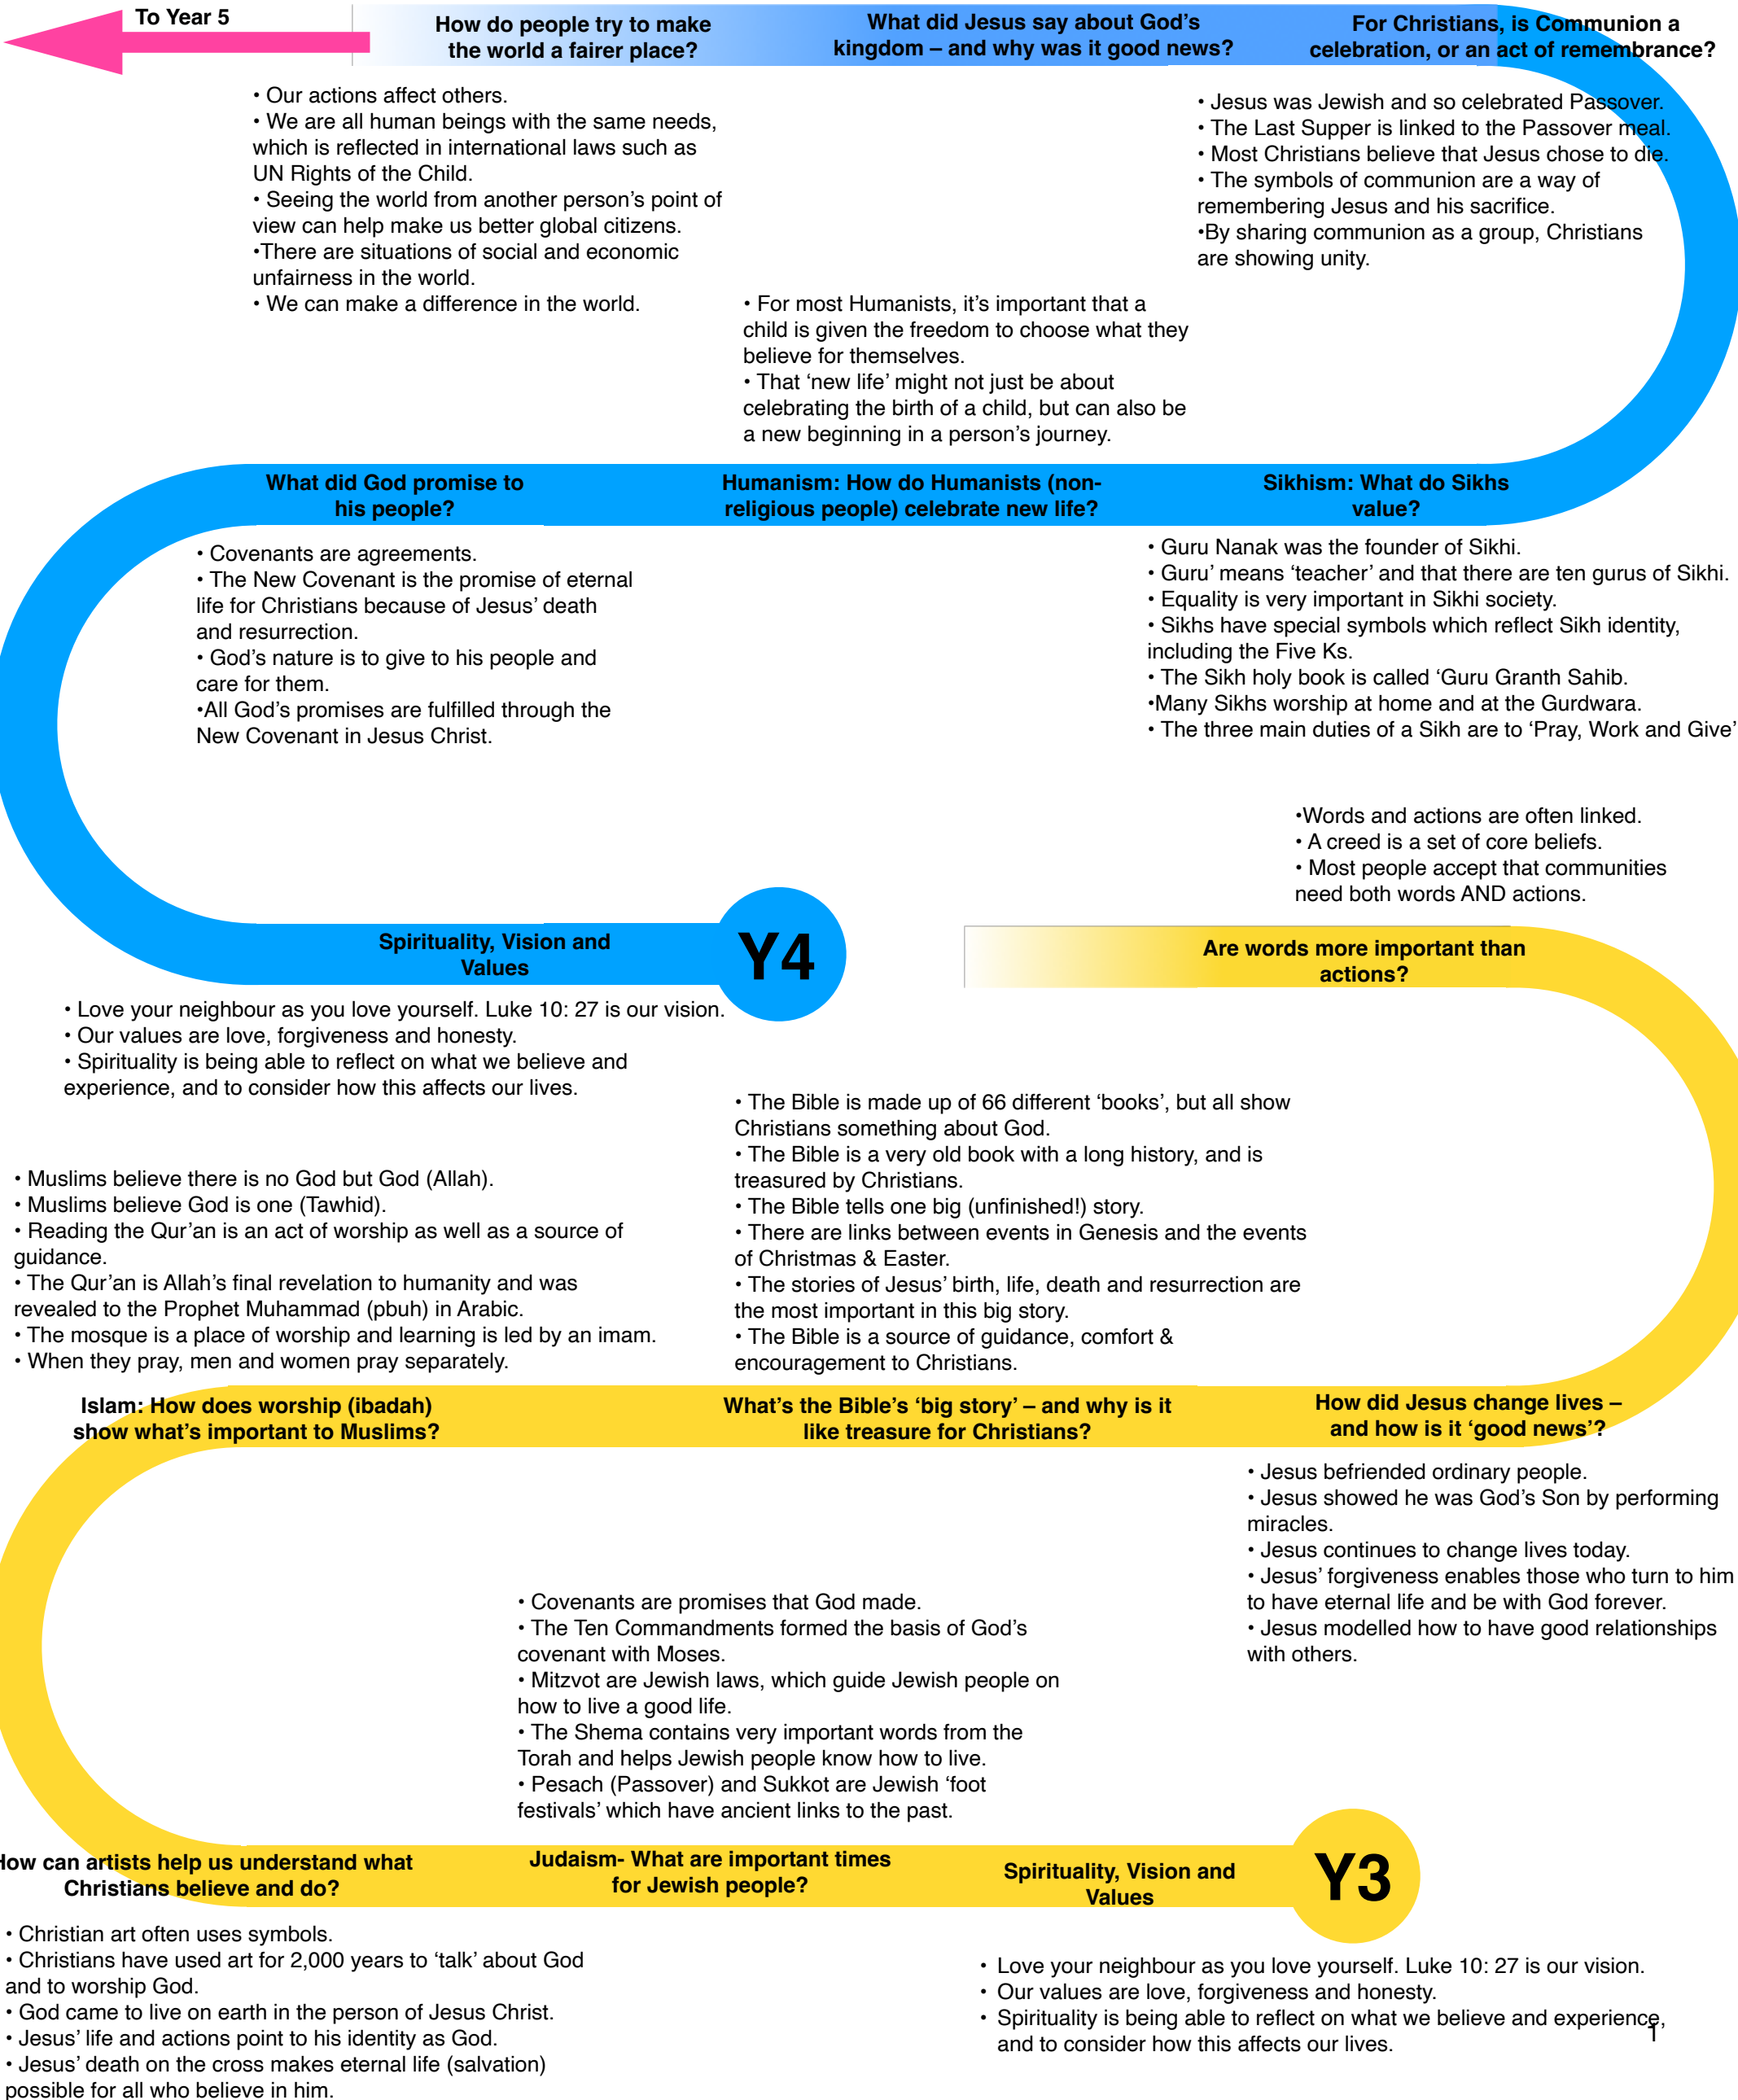 To Year 5
How do people try to make
the world a fairer place?
What did Jesus say about God's
kingdom – and why was it good news?
For Christians, is Communion a
celebration, or an act of remembrance?
• Our actions affect others.
• We are all human beings with the same needs,
which is reflected in international laws such as
UN Rights of the Child.
• Seeing the world from another person's point of
view can help make us better global citizens.
•There are situations of social and economic
unfairness in the world.
• We can make a difference in the world.
• Jesus was Jewish and so celebrated Passover.
• The Last Supper is linked to the Passover meal.
• Most Christians believe that Jesus chose to die.
• The symbols of communion are a way of
remembering Jesus and his sacrifice.
•By sharing communion as a group, Christians
are showing unity.
• For most Humanists, it's important that a
child is given the freedom to choose what they
believe for themselves.
• That 'new life' might not just be about
celebrating the birth of a child, but can also be
a new beginning in a person's journey.
What did God promise to
his people?
Humanism: How do Humanists (non-
religious people) celebrate new life?
Sikhism: What do Sikhs
value?
• Covenants are agreements.
• The New Covenant is the promise of eternal
life for Christians because of Jesus' death
and resurrection.
• God's nature is to give to his people and
care for them.
•All God's promises are fulfilled through the
New Covenant in Jesus Christ.
• Guru Nanak was the founder of Sikhi.
• Guru' means 'teacher' and that there are ten gurus of Sikhi.
• Equality is very important in Sikhi society.
• Sikhs have special symbols which reflect Sikh identity,
including the Five Ks.
• The Sikh holy book is called 'Guru Granth Sahib.
•Many Sikhs worship at home and at the Gurdwara.
• The three main duties of a Sikh are to 'Pray, Work and Give'
•Words and actions are often linked.
• A creed is a set of core beliefs.
• Most people accept that communities
need both words AND actions.
Spirituality, Vision and
Values
Y4
Are words more important than
actions?
• Love your neighbour as you love yourself. Luke 10: 27 is our vision.
• Our values are love, forgiveness and honesty.
• Spirituality is being able to reflect on what we believe and
experience, and to consider how this affects our lives.
• Muslims believe there is no God but God (Allah).
• Muslims believe God is one (Tawhid).
• Reading the Qur'an is an act of worship as well as a source of
guidance.
• The Qur'an is Allah's final revelation to humanity and was
revealed to the Prophet Muhammad (pbuh) in Arabic.
• The mosque is a place of worship and learning is led by an imam.
• When they pray, men and women pray separately.
• The Bible is made up of 66 different 'books', but all show
Christians something about God.
• The Bible is a very old book with a long history, and is
treasured by Christians.
• The Bible tells one big (unfinished!) story.
• There are links between events in Genesis and the events
of Christmas & Easter.
• The stories of Jesus' birth, life, death and resurrection are
the most important in this big story.
• The Bible is a source of guidance, comfort &
encouragement to Christians.
Islam: How does worship (ibadah)
show what's important to Muslims?
What's the Bible's 'big story' – and why is it
like treasure for Christians?
How did Jesus change lives –
and how is it 'good news'?
• Jesus befriended ordinary people.
• Jesus showed he was God's Son by performing
miracles.
• Jesus continues to change lives today.
• Jesus' forgiveness enables those who turn to him
to have eternal life and be with God forever.
• Jesus modelled how to have good relationships
with others.
• Covenants are promises that God made.
• The Ten Commandments formed the basis of God's
covenant with Moses.
• Mitzvot are Jewish laws, which guide Jewish people on
how to live a good life.
• The Shema contains very important words from the
Torah and helps Jewish people know how to live.
• Pesach (Passover) and Sukkot are Jewish 'foot
festivals' which have ancient links to the past.
How can artists help us understand what
Christians believe and do?
Judaism- What are important times
for Jewish people?
Spirituality, Vision and
Values
Y3
• Christian art often uses symbols.
• Christians have used art for 2,000 years to 'talk' about God
and to worship God.
• God came to live on earth in the person of Jesus Christ.
• Jesus' life and actions point to his identity as God.
• Jesus' death on the cross makes eternal life (salvation)
possible for all who believe in him.
• Love your neighbour as you love yourself. Luke 10: 27 is our vision.
• Our values are love, forgiveness and honesty.
• Spirituality is being able to reflect on what we believe and experience,
and to consider how this affects our lives.
1